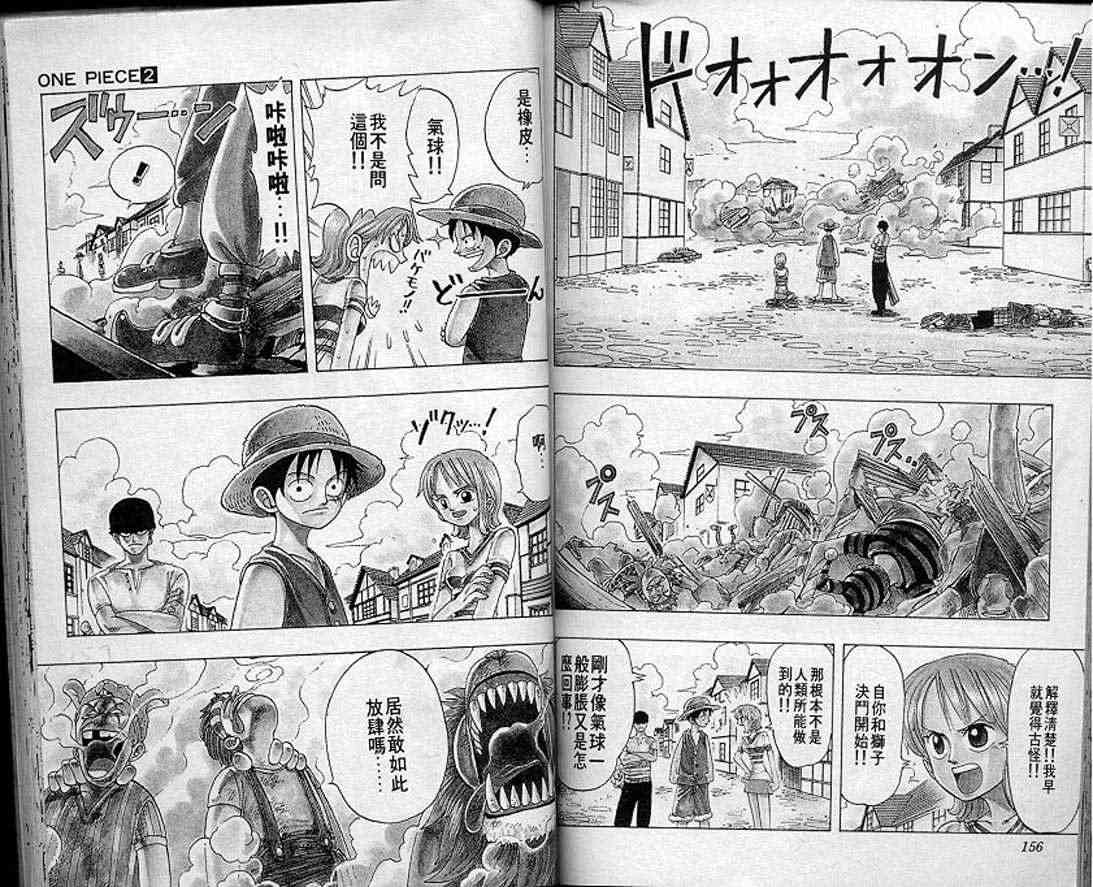 ドオォオォオン…!
プス
プス…
プス
解釋清楚!!我早
就覺得古怪!!
自你和獅子
決鬥開始!!
那根本不是
人類所能做
到的!!
剛才像氣球一
般膨脹又是怎
麼回事!?
156
ONE PIECE 2
是橡皮…
氣球!!
我不是問
這個!!
バケモノ!!
どーん
咔啦咔啦…!!
ズウー…ン
!
啊…
ゾクッ…!
居然敢如此
放肆嗎……